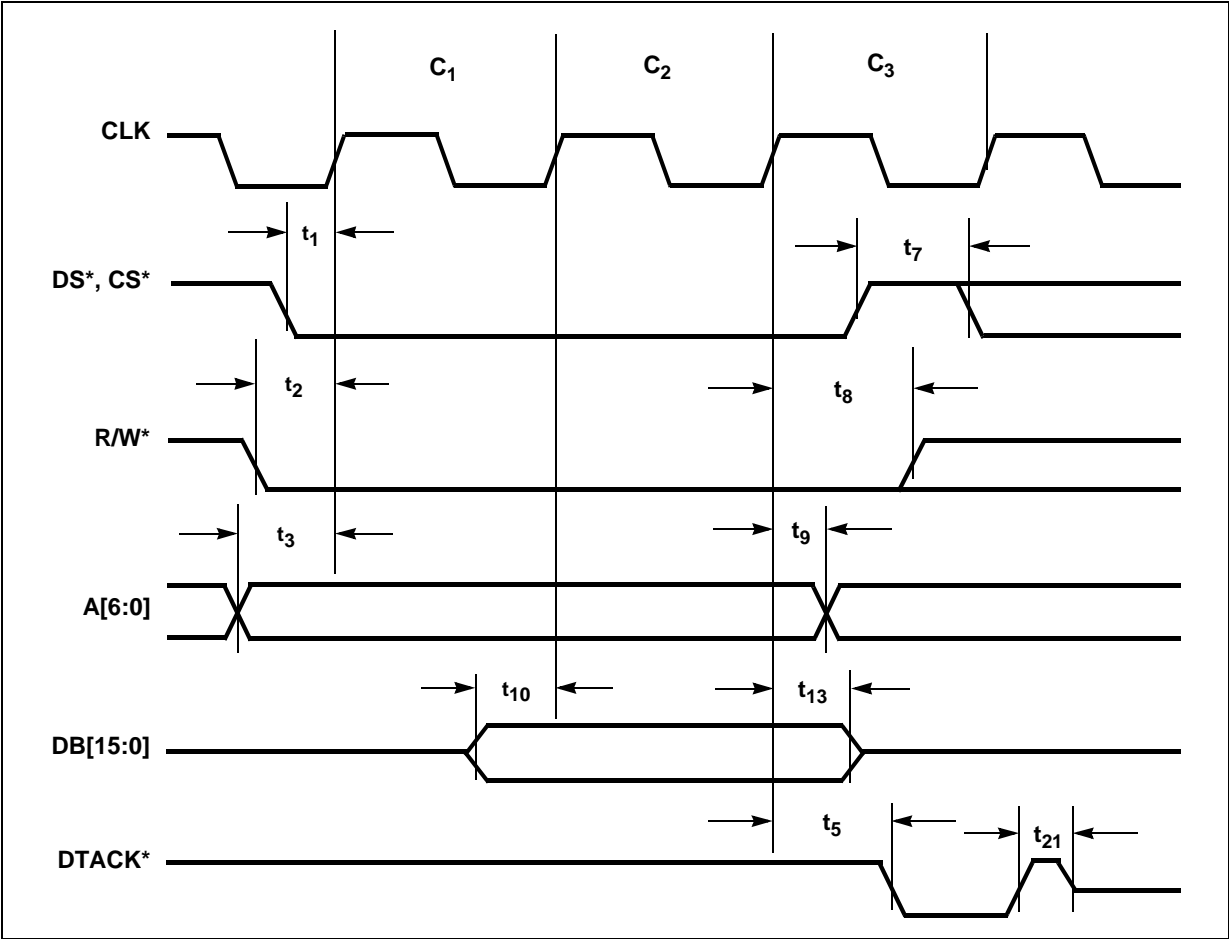 C1 C2 C3
CLK
t1 t7
DS*, CS*
t2 t8
R/W*
t3 t9
A[6:0]
t10 t13
DB[15:0]
t5 t21
DTACK*